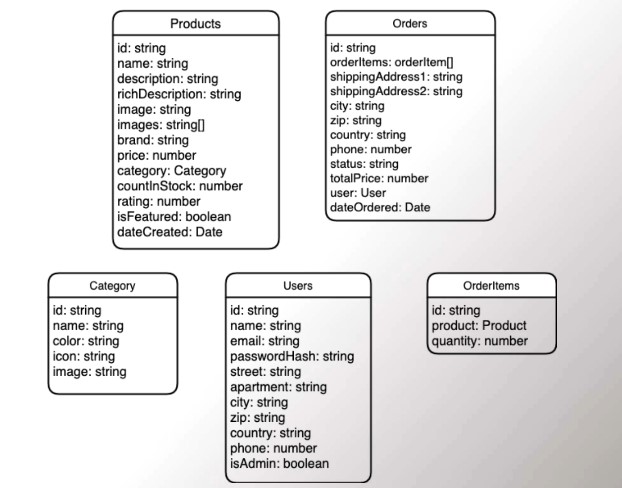 Products
id: string
name: string
description: string
richDescription: string
image: string
images: string[]
brand: string
price: number
category: Category
countInStock: number
rating: number
isFeatured: boolean
dateCreated: Date
Orders
id: string
orderItems: orderItem[]
shippingAddress1: string
shippingAddress2: string
city: string
zip: string
country: string
phone: number
status: string
totalPrice: number
user: User
dateOrdered: Date
Category
id: string
name: string
color: string
icon: string
image: string
Users
id: string
name: string
email: string
passwordHash: string
street: string
apartment: string
city: string
zip: string
country: string
phone: number
isAdmin: boolean
OrderItems
id: string
product: Product
quantity: number